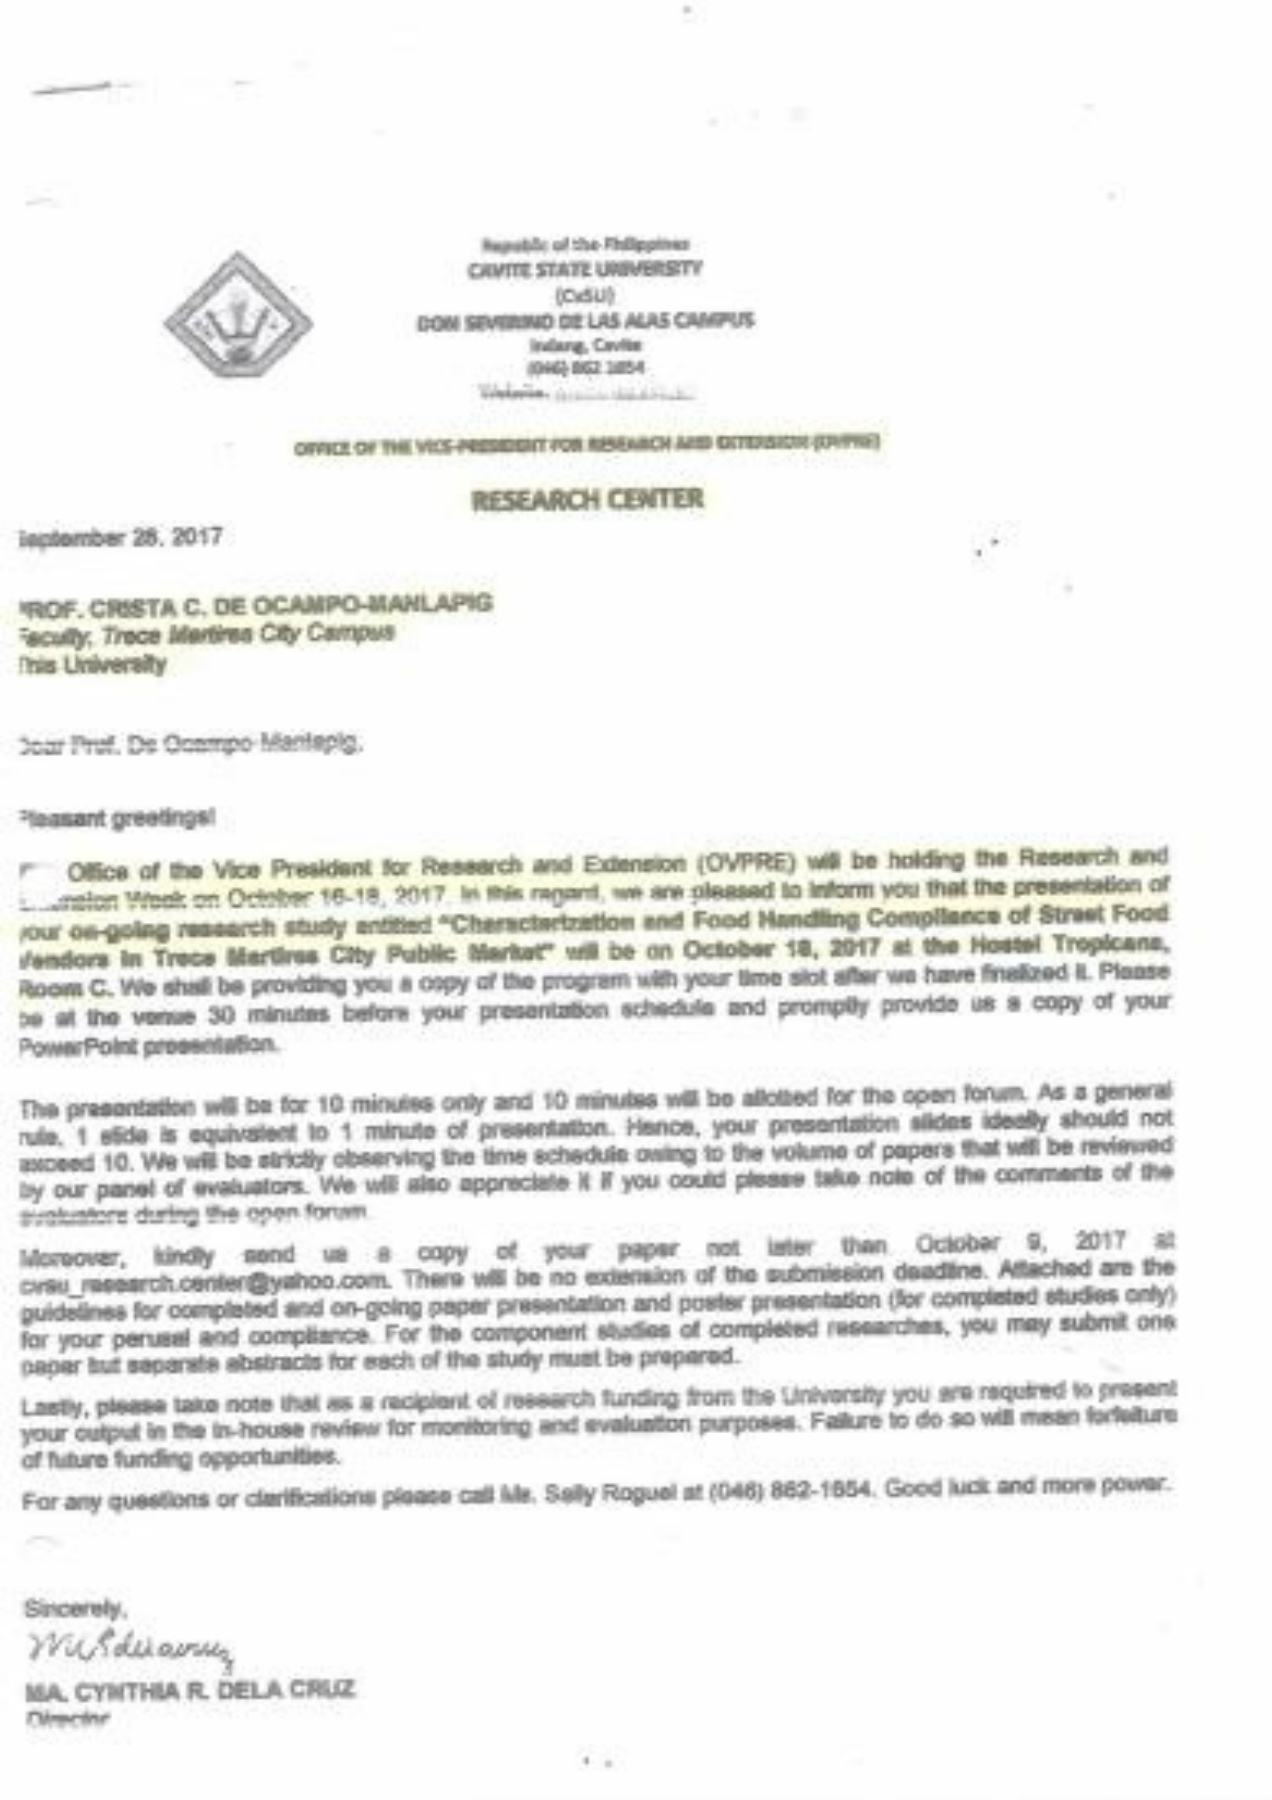 Republic of the Philippines
CAVITE STATE UNIVERSITY
(CvSU)
DON SEVERINO DE LAS ALAS CAMPUS
Indang, Cavite
(046) 862 1654
Website.
OFFICE OF THE VICE-PRESIDENT FOR RESEARCH AND EXTENSION (OVPRE)
RESEARCH CENTER
September 28, 2017
PROF. CRISTA C. DE OCAMPO-MANLAPIG
Faculty, Trece Martires City Campus
This University
Dear Prof. De Ocampo-Manlapig,
Pleasant greetings!
Office of the Vice President for Research and Extension (OVPRE) will be holding the Research and
Week on October 16-18, 2017. In this regard, we are pleased to inform you that the presentation of
your on-going research study entitled "Characterization and Food Handling Compliance of Street Food
Vendors in Trece Martires City Public Market" will be on October 18, 2017 at the Hostel Tropicana,
Room C. We shall be providing you a copy of the program with your time slot after we have finalized it. Please
be at the venue 30 minutes before your presentation schedule and promptly provide us a copy of your
PowerPoint presentation.
The presentation will be for 10 minutes only and 10 minutes will be allotted for the open forum. As a general
rule, 1 slide is equivalent to 1 minute of presentation. Hence, your presentation slides ideally should not
exceed 10. We will be strictly observing the time schedule owing to the volume of papers that will be reviewed
by our panel of evaluators. We will also appreciate it if you could please take note of the comments of the
evaluators during the open forum.
Moreover, kindly send us a copy of your paper not later than October 9, 2017 at
cvsu_research.center@yahoo.com. There will be no extension of the submission deadline. Attached are the
guidelines for completed and on-going paper presentation and poster presentation (for completed studies only)
for your perusal and compliance. For the component studies of completed researches, you may submit one
paper but separate abstracts for each of the study must be prepared.
Lastly, please take note that as a recipient of research funding from the University you are required to present
your output in the in-house review for monitoring and evaluation purposes. Failure to do so will mean forfeiture
of future funding opportunities.
For any questions or clarifications please call Ms. Sally Roguel at (046) 862-1654. Good luck and more power.
Sincerely,
MA. CYNTHIA R. DELA CRUZ
Director